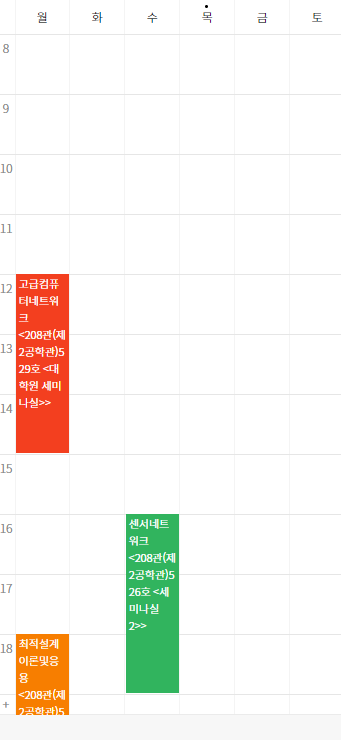 월 화 수 목 금 토
8
9
10
11
12
고급컴퓨
터네트워
크
<208관(제
2공학관)5
29호 <대
학원 세미
나실>>
13
14
15
16
센서네트
워크
<208관(제
2공학관)5
26호 <세
미나실
2>>
17
18
최적설계
이론및응
용
<208관(제
2공학관)5
+